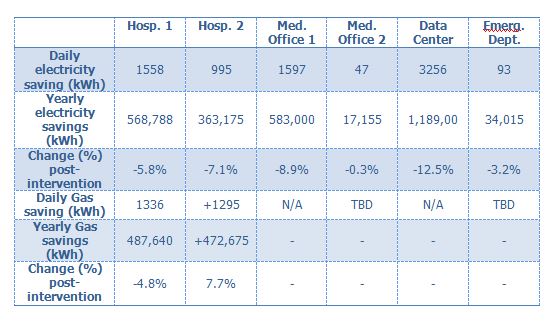 Hosp. 1 Hosp. 2 Med. Office 1 Med. Office 2 Data Center Emerg. Dept.
Daily electricity saving (kWh) 1558 995 1597 47 3256 93
Yearly electricity savings (kWh) 568,788 363,175 583,000 17,155 1,189,00 34,015
Change (%) post-intervention -5.8% -7.1% -8.9% -0.3% -12.5% -3.2%
Daily Gas saving (kWh) 1336 +1295 N/A TBD N/A TBD
Yearly Gas savings (kWh) 487,640 +472,675 - - - -
Change (%) post-intervention -4.8% 7.7% - - - -